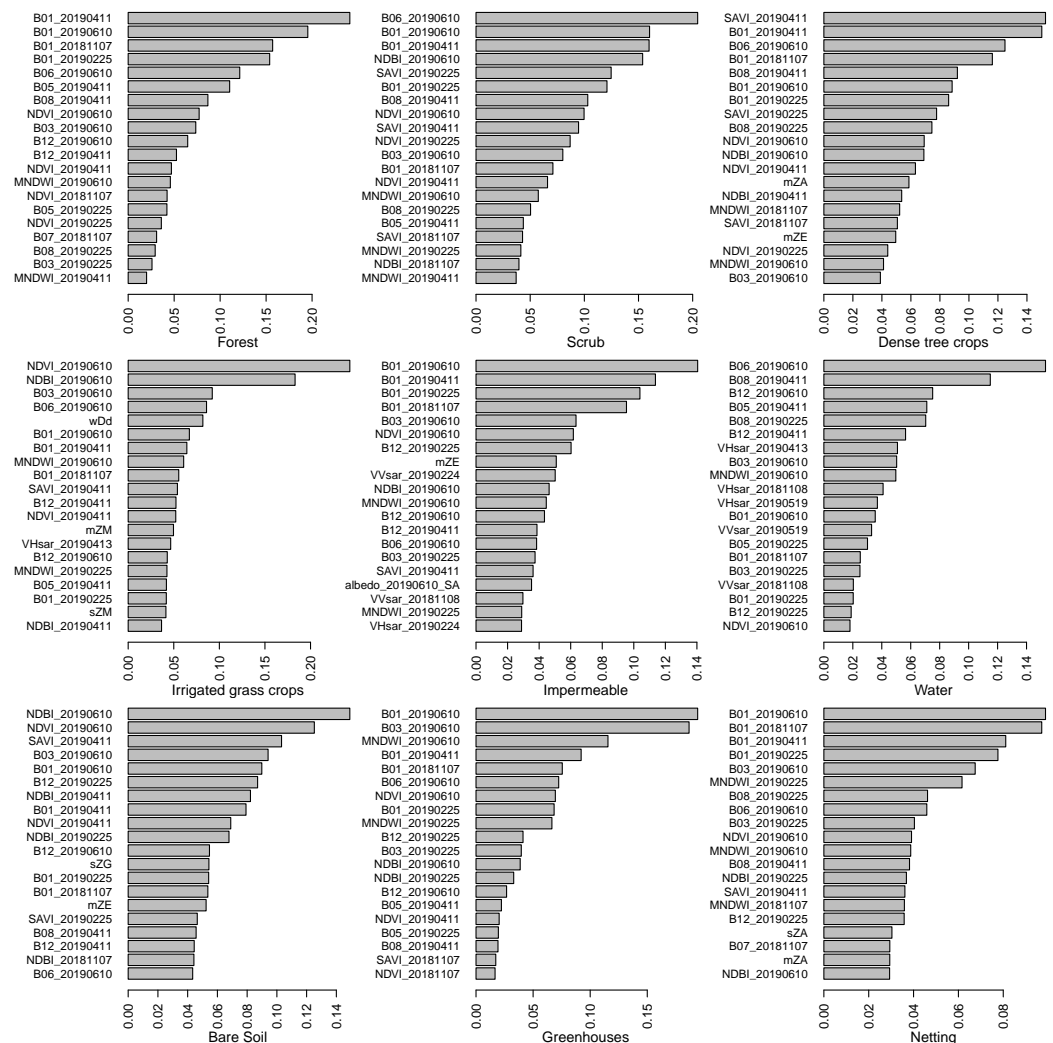 B01_20190411
B01_20190610
B01_20181107
B01_20190225
B06_20190610
B05_20190411
B08_20190411
NDVI_20190610
B03_20190610
B12_20190610
B12_20190411
NDVI_20190411
MNDWI_20190610
NDVI_20181107
B05_20190225
NDVI_20190225
B07_20181107
B08_20190225
B03_20190225
MNDWI_20190411
0.00 0.05 0.10 0.15 0.20
Forest
B06_20190610
B01_20190610
B01_20190411
NDBI_20190610
SAVI_20190225
B01_20190225
B08_20190411
NDVI_20190610
SAVI_20190411
NDVI_20190225
B03_20190610
B01_20181107
NDVI_20190411
MNDWI_20190610
B08_20190225
B05_20190411
SAVI_20181107
MNDWI_20190225
NDBI_20181107
MNDWI_20190411
0.00 0.05 0.10 0.15 0.20
Scrub
SAVI_20190411
B01_20190411
B06_20190610
B01_20181107
B08_20190411
B01_20190610
B01_20190225
SAVI_20190225
B08_20190225
NDVI_20190610
NDBI_20190610
NDVI_20190411
mZA
NDBI_20190411
MNDWI_20181107
SAVI_20181107
mZE
NDVI_20190225
MNDWI_20190610
B03_20190610
0.00 0.02 0.04 0.06 0.08 0.10 0.12 0.14
Dense tree crops
NDVI_20190610
NDBI_20190610
B03_20190610
B06_20190610
wDd
B01_20190610
B01_20190411
MNDWI_20190610
B01_20181107
SAVI_20190411
B12_20190411
NDVI_20190411
mZM
VHsar_20190413
B12_20190610
MNDWI_20190225
B05_20190411
B01_20190225
sZM
NDBI_20190411
0.00 0.05 0.10 0.15 0.20
Irrigated grass crops
B01_20190610
B01_20190411
B01_20190225
B01_20181107
B03_20190610
NDVI_20190610
B12_20190225
mZE
VVsar_20190224
NDBI_20190610
MNDWI_20190610
B12_20190610
B12_20190411
B06_20190610
B03_20190225
SAVI_20190411
albedo_20190610_SA
VVsar_20181108
MNDWI_20190225
VHsar_20190224
0.00 0.02 0.04 0.06 0.08 0.10 0.12 0.14
Impermeable
B06_20190610
B08_20190411
B12_20190610
B05_20190411
B08_20190225
B12_20190411
VHsar_20190413
B03_20190610
MNDWI_20190610
VHsar_20181108
VHsar_20190519
B01_20190610
VVsar_20190519
B05_20190225
B01_20181107
B03_20190225
VVsar_20181108
B01_20190225
B12_20190225
NDVI_20190610
0.00 0.02 0.04 0.06 0.08 0.10 0.12 0.14
Water
NDBI_20190610
NDVI_20190610
SAVI_20190411
B03_20190610
B01_20190610
B12_20190225
NDBI_20190411
B01_20190411
NDVI_20190411
NDBI_20190225
B12_20190610
sZG
B01_20190225
B01_20181107
mZE
SAVI_20190225
B08_20190411
B12_20190411
NDBI_20181107
B06_20190610
0.00 0.02 0.04 0.06 0.08 0.10 0.12 0.14
Bare Soil
B01_20190610
B03_20190610
MNDWI_20190610
B01_20190411
B01_20181107
B06_20190610
NDVI_20190610
B01_20190225
MNDWI_20190225
B12_20190225
B03_20190225
NDBI_20190610
NDBI_20190225
B12_20190610
B05_20190411
NDVI_20190411
B05_20190225
B08_20190411
SAVI_20181107
NDVI_20181107
0.00 0.05 0.10 0.15
Greenhouses
B01_20190610
B01_20181107
B01_20190411
B01_20190225
B03_20190610
MNDWI_20190225
B08_20190225
B06_20190610
B03_20190225
NDVI_20190610
MNDWI_20190610
B08_20190411
NDBI_20190225
SAVI_20190411
MNDWI_20181107
B12_20190225
sZA
B07_20181107
mZA
NDBI_20190610
0.00 0.02 0.04 0.06 0.08
Netting